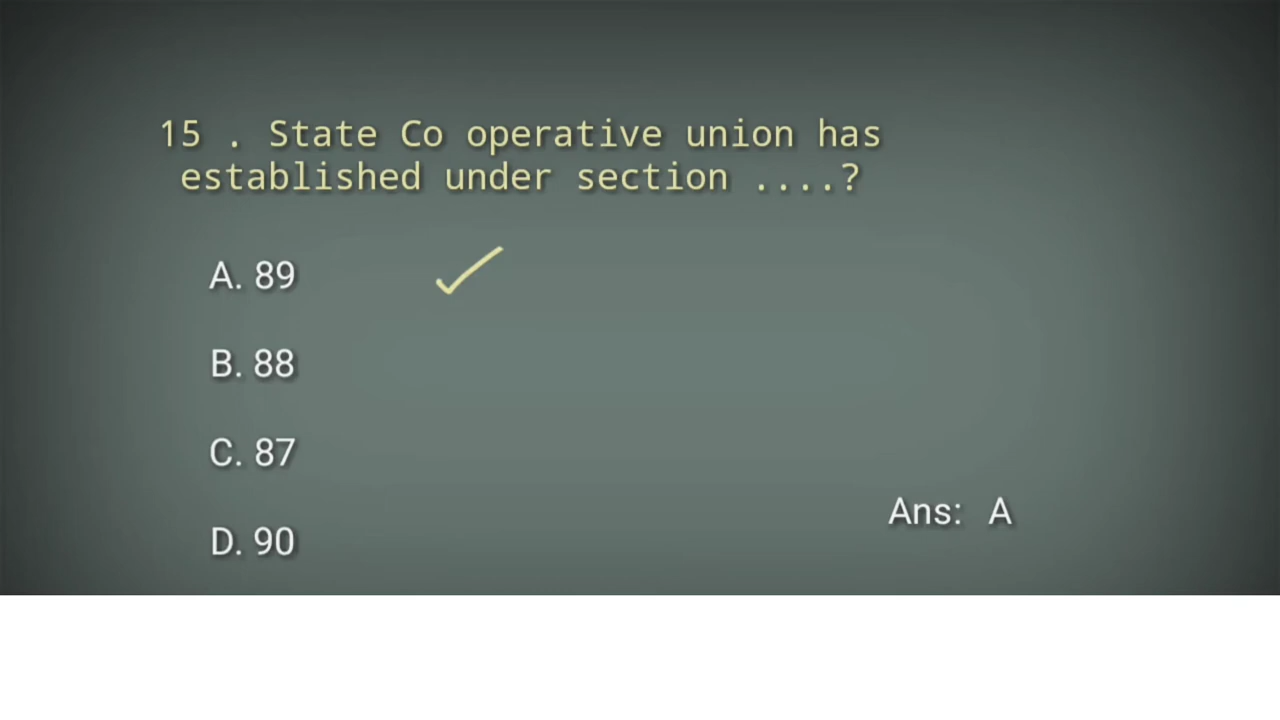 15 . State Co operative union has
established under section ....?
A. 89
B. 88
C. 87
D. 90
Ans: A